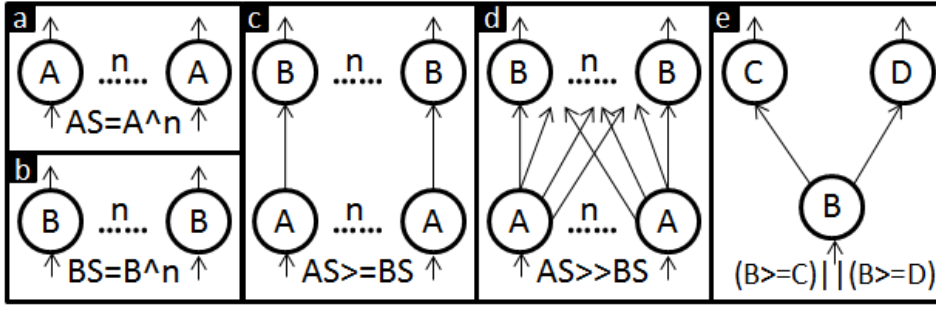 a
A n ...... A
AS=A^n
b
B n ...... B
BS=B^n
c
B n ...... B
A n ...... A
AS>=BS
d
B n ...... B
A n ...... A
AS>>BS
e
C D
B
(B>=C)||(B>=D)